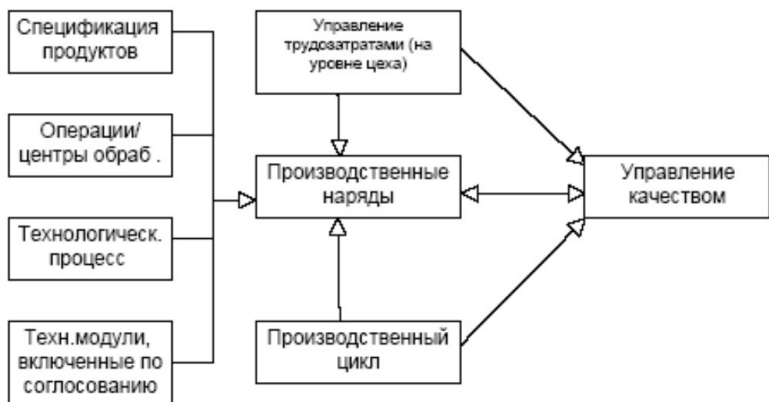 Спецификация
продуктов
Управление
трудозатратами (на
уровне цеха)
Операции/
центры обраб .
Производственные
наряды
Управление
качеством
Технологическ.
процесс
Техн.модули,
включенные по
соглосованию
Производственный
цикл